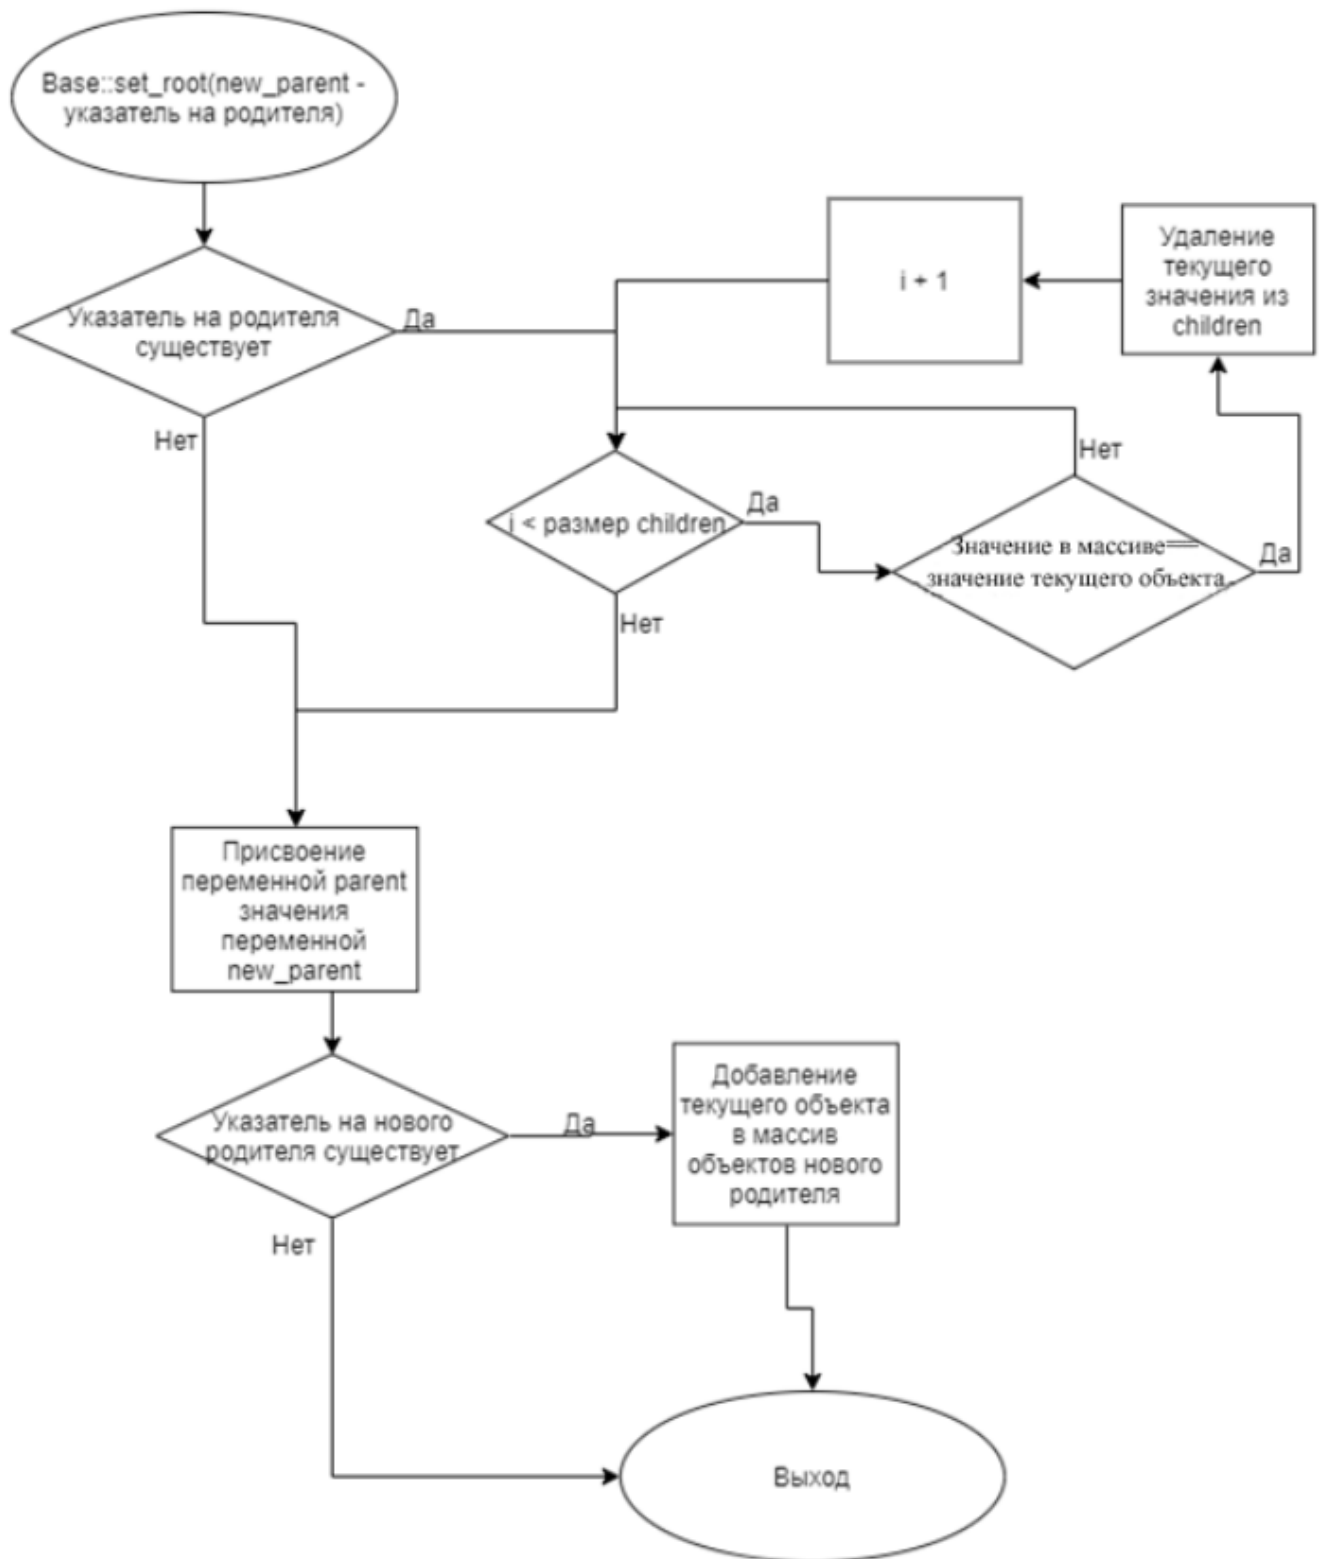 Base::set_root(new_parent -
указатель на родителя)
Указатель на родителя
существует
Да
Нет
i + 1
Удаление
текущего
значения из
children
i < размер children
Да
Нет
Значение в массиве==
значение текущего объекта
Нет
Да
Присвоение
переменной parent
значения
переменной
new_parent
Указатель на нового
родителя существует
Да
Нет
Добавление
текущего объекта
в массив
объектов нового
родителя
Выход